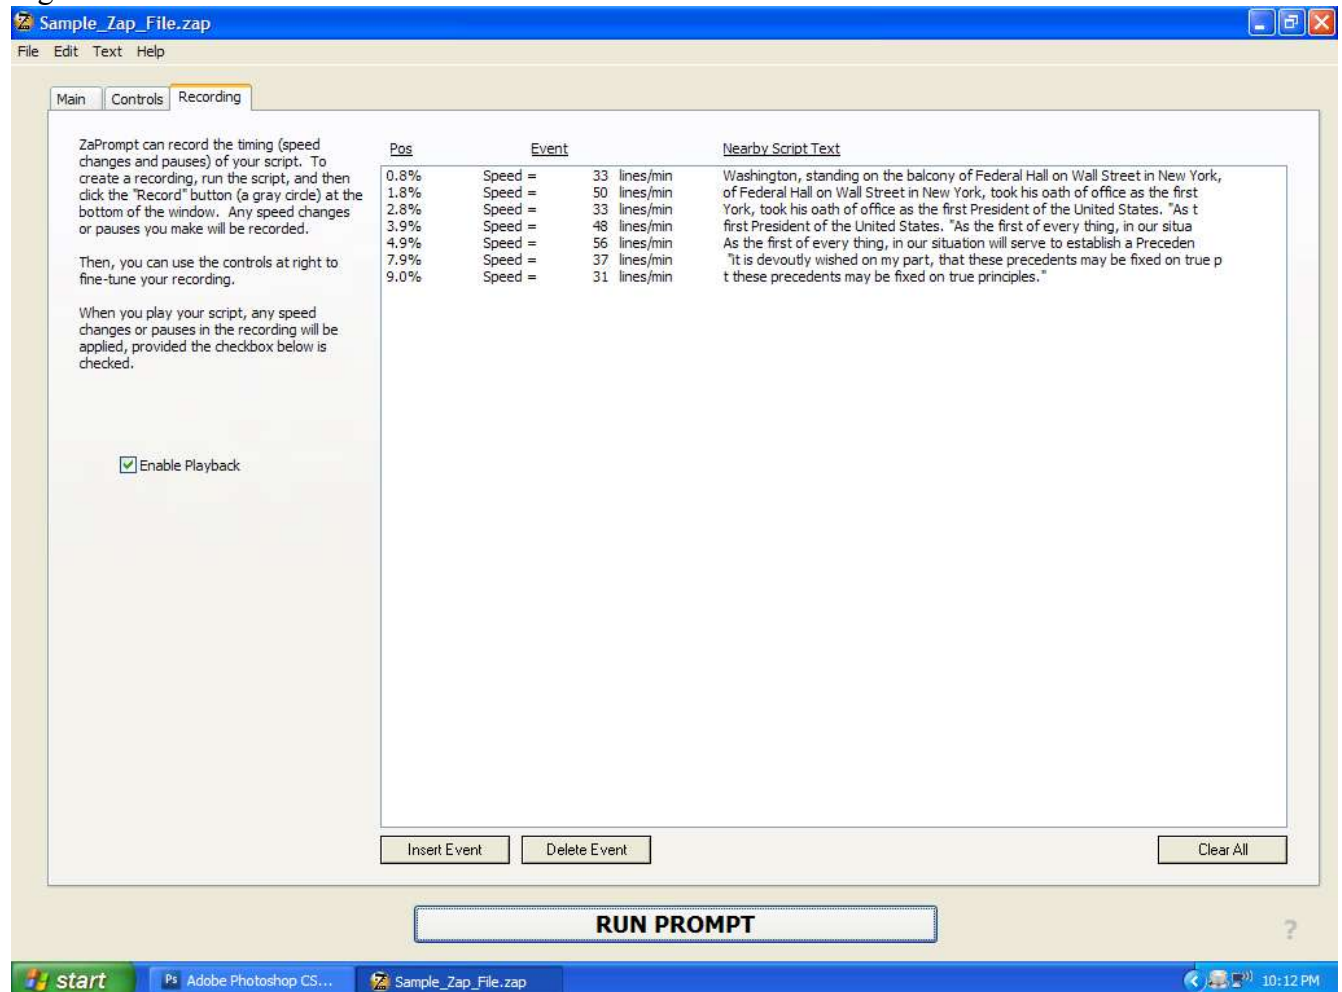 Sample_Zap_File.zap
File Edit Text Help
Main Controls Recording
ZaPrompt can record the timing (speed
changes and pauses) of your script. To
create a recording, run the script, and then
click the "Record" button (a gray circle) at the
bottom of the window. Any speed changes
or pauses you make will be recorded.
Then, you can use the controls at right to
fine-tune your recording.
When you play your script, any speed
changes or pauses in the recording will be
applied, provided the checkbox below is
checked.
Enable Playback
Pos Event Nearby Script Text
0.8% Speed = 33 lines/min Washington, standing on the balcony of Federal Hall on Wall Street in New York,
1.8% Speed = 50 lines/min of Federal Hall on Wall Street in New York, took his oath of office as the first
2.8% Speed = 33 lines/min York, took his oath of office as the first President of the United States. "As t
3.9% Speed = 48 lines/min first President of the United States. "As the first of every thing, in our situa
4.9% Speed = 56 lines/min As the first of every thing, in our situation will serve to establish a Preceden
7.9% Speed = 37 lines/min "it is devoutly wished on my part, that these precedents may be fixed on true p
9.0% Speed = 31 lines/min t these precedents may be fixed on true principles."
Insert Event Delete Event Clear All
RUN PROMPT
?
start Ps Adobe Photoshop CS... Sample_Zap_File.zap 10:12 PM